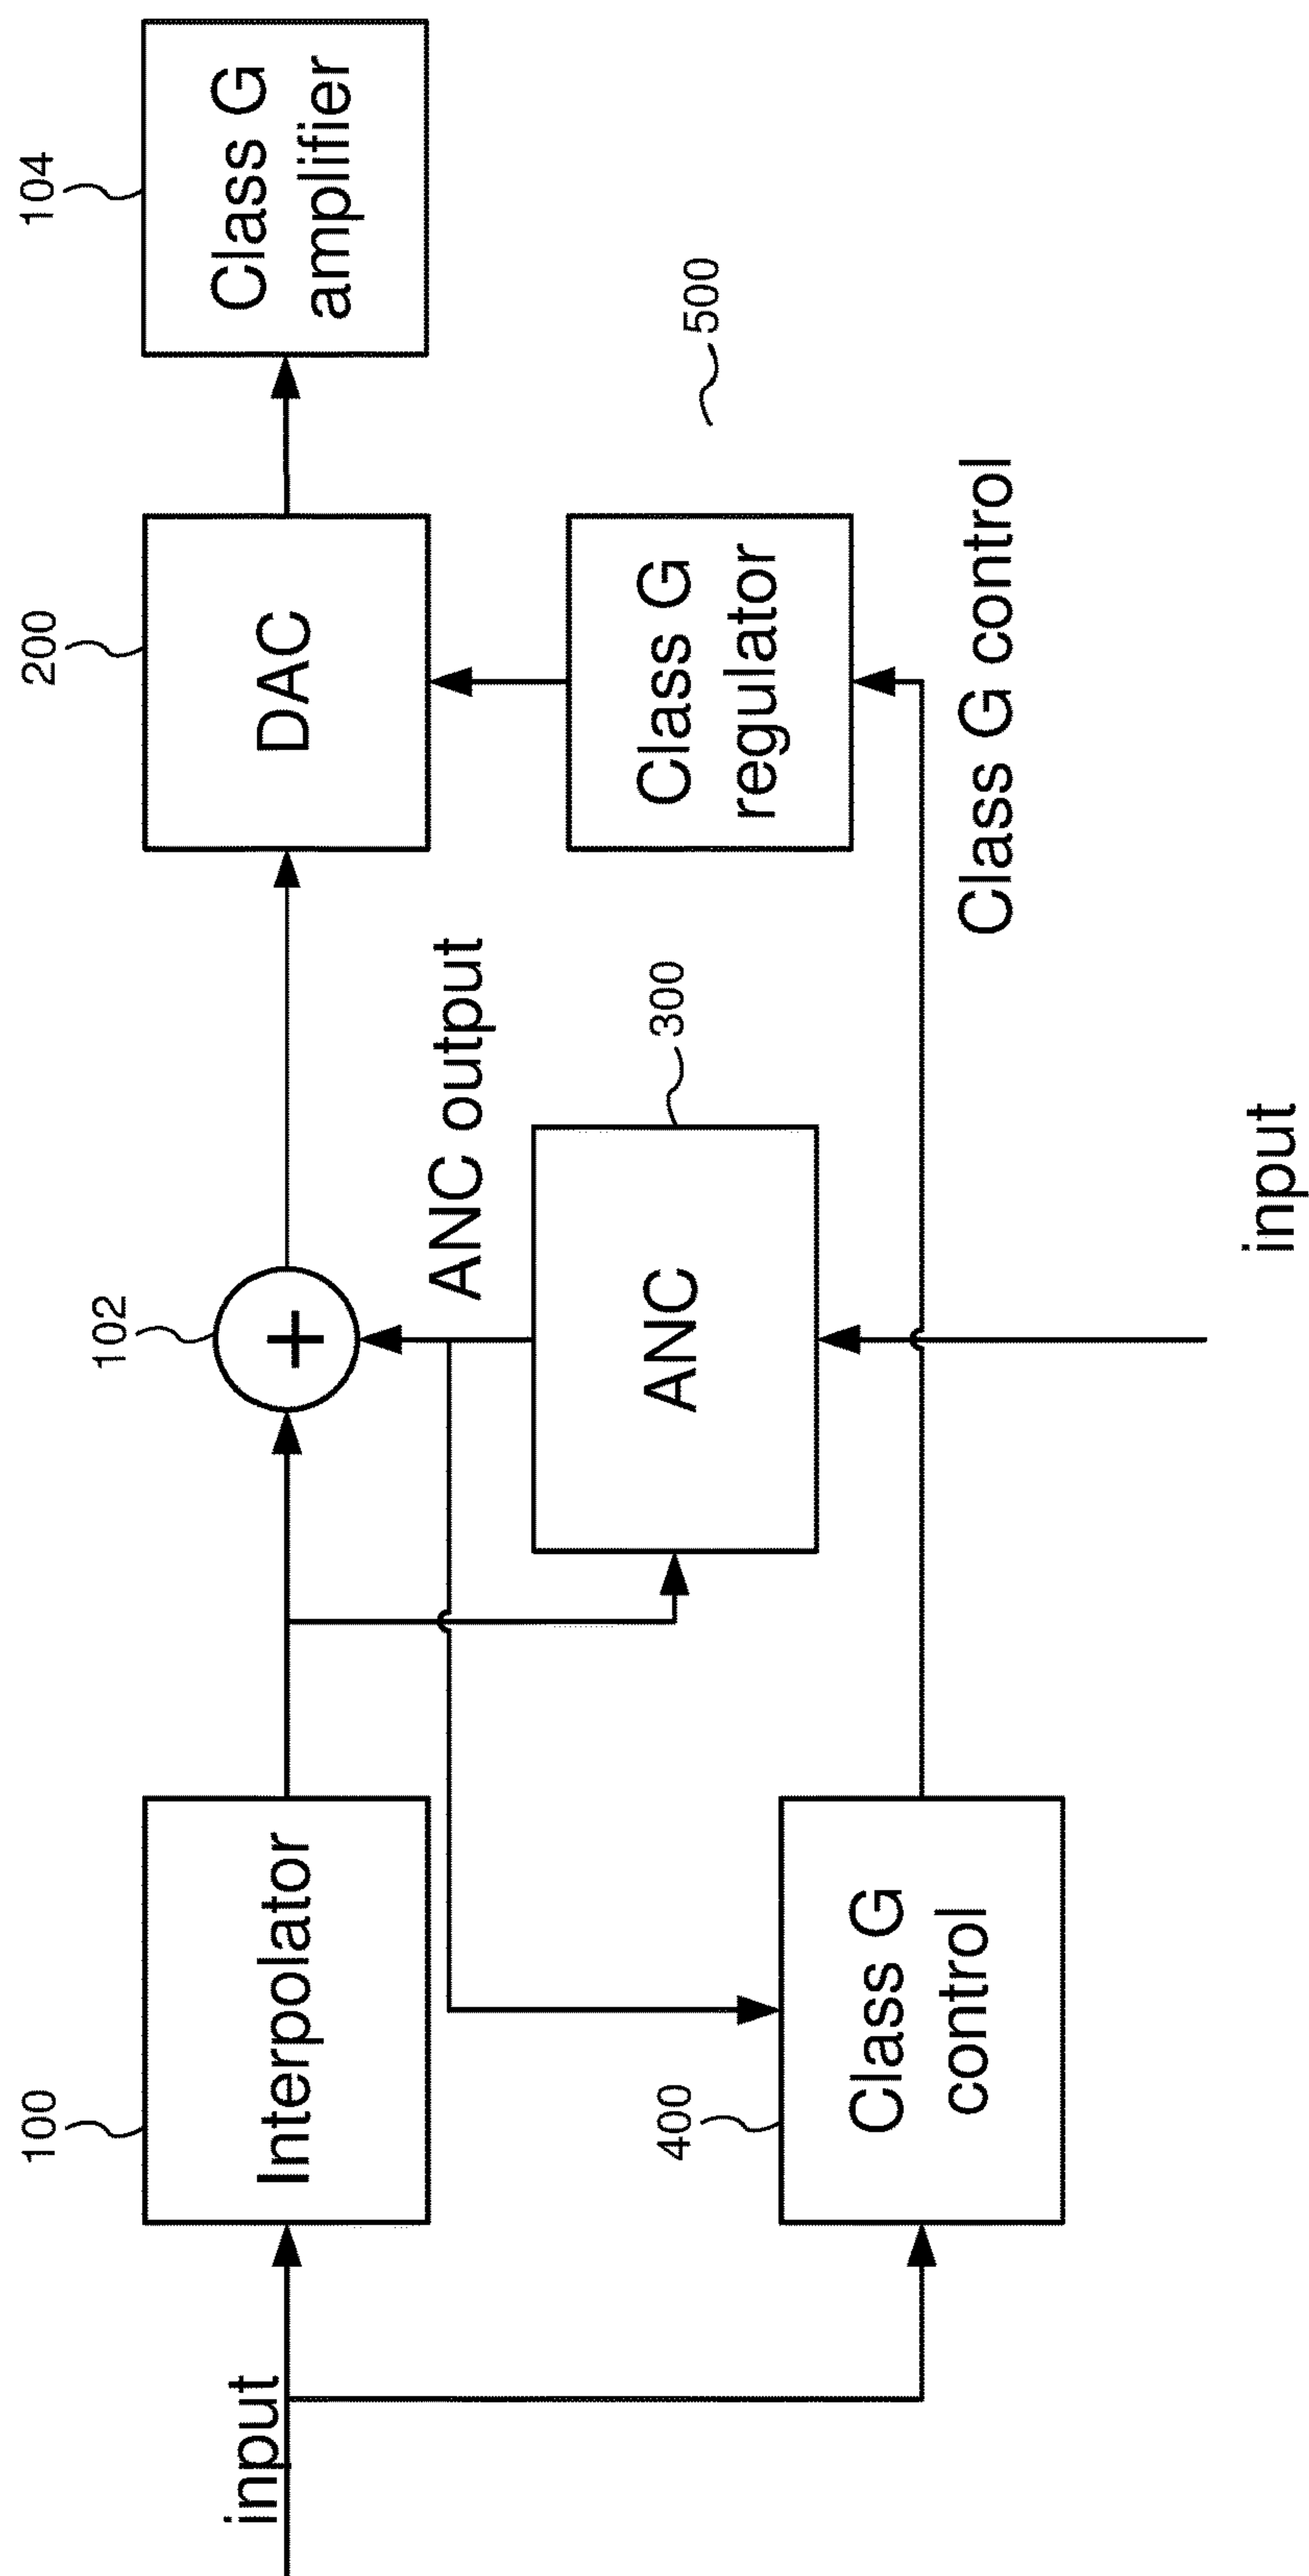 100
Interpolator
102
200
DAC
104
Class G
amplifier
input
ANC output
400
Class G
control
ANC
300
Class G
regulator
500
Class G control
input